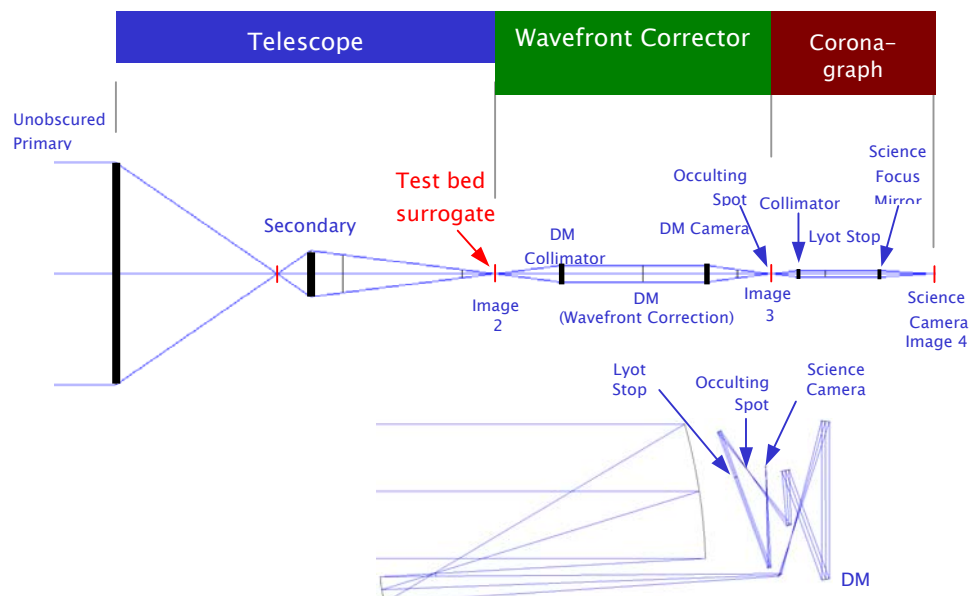 Telescope
Wavefront Corrector
Corona-
graph
Unobscured
Primary
Secondary
Test bed
surrogate
Image
2
DM
Collimator
DM
(Wavefront Correction)
Occulting
Spot
DM Camera
Image
3
Collimator
Lyot Stop
Science
Focus
Mirror
Science
Camera
Image 4
Lyot
Stop
Occulting
Spot
Science
Camera
DM